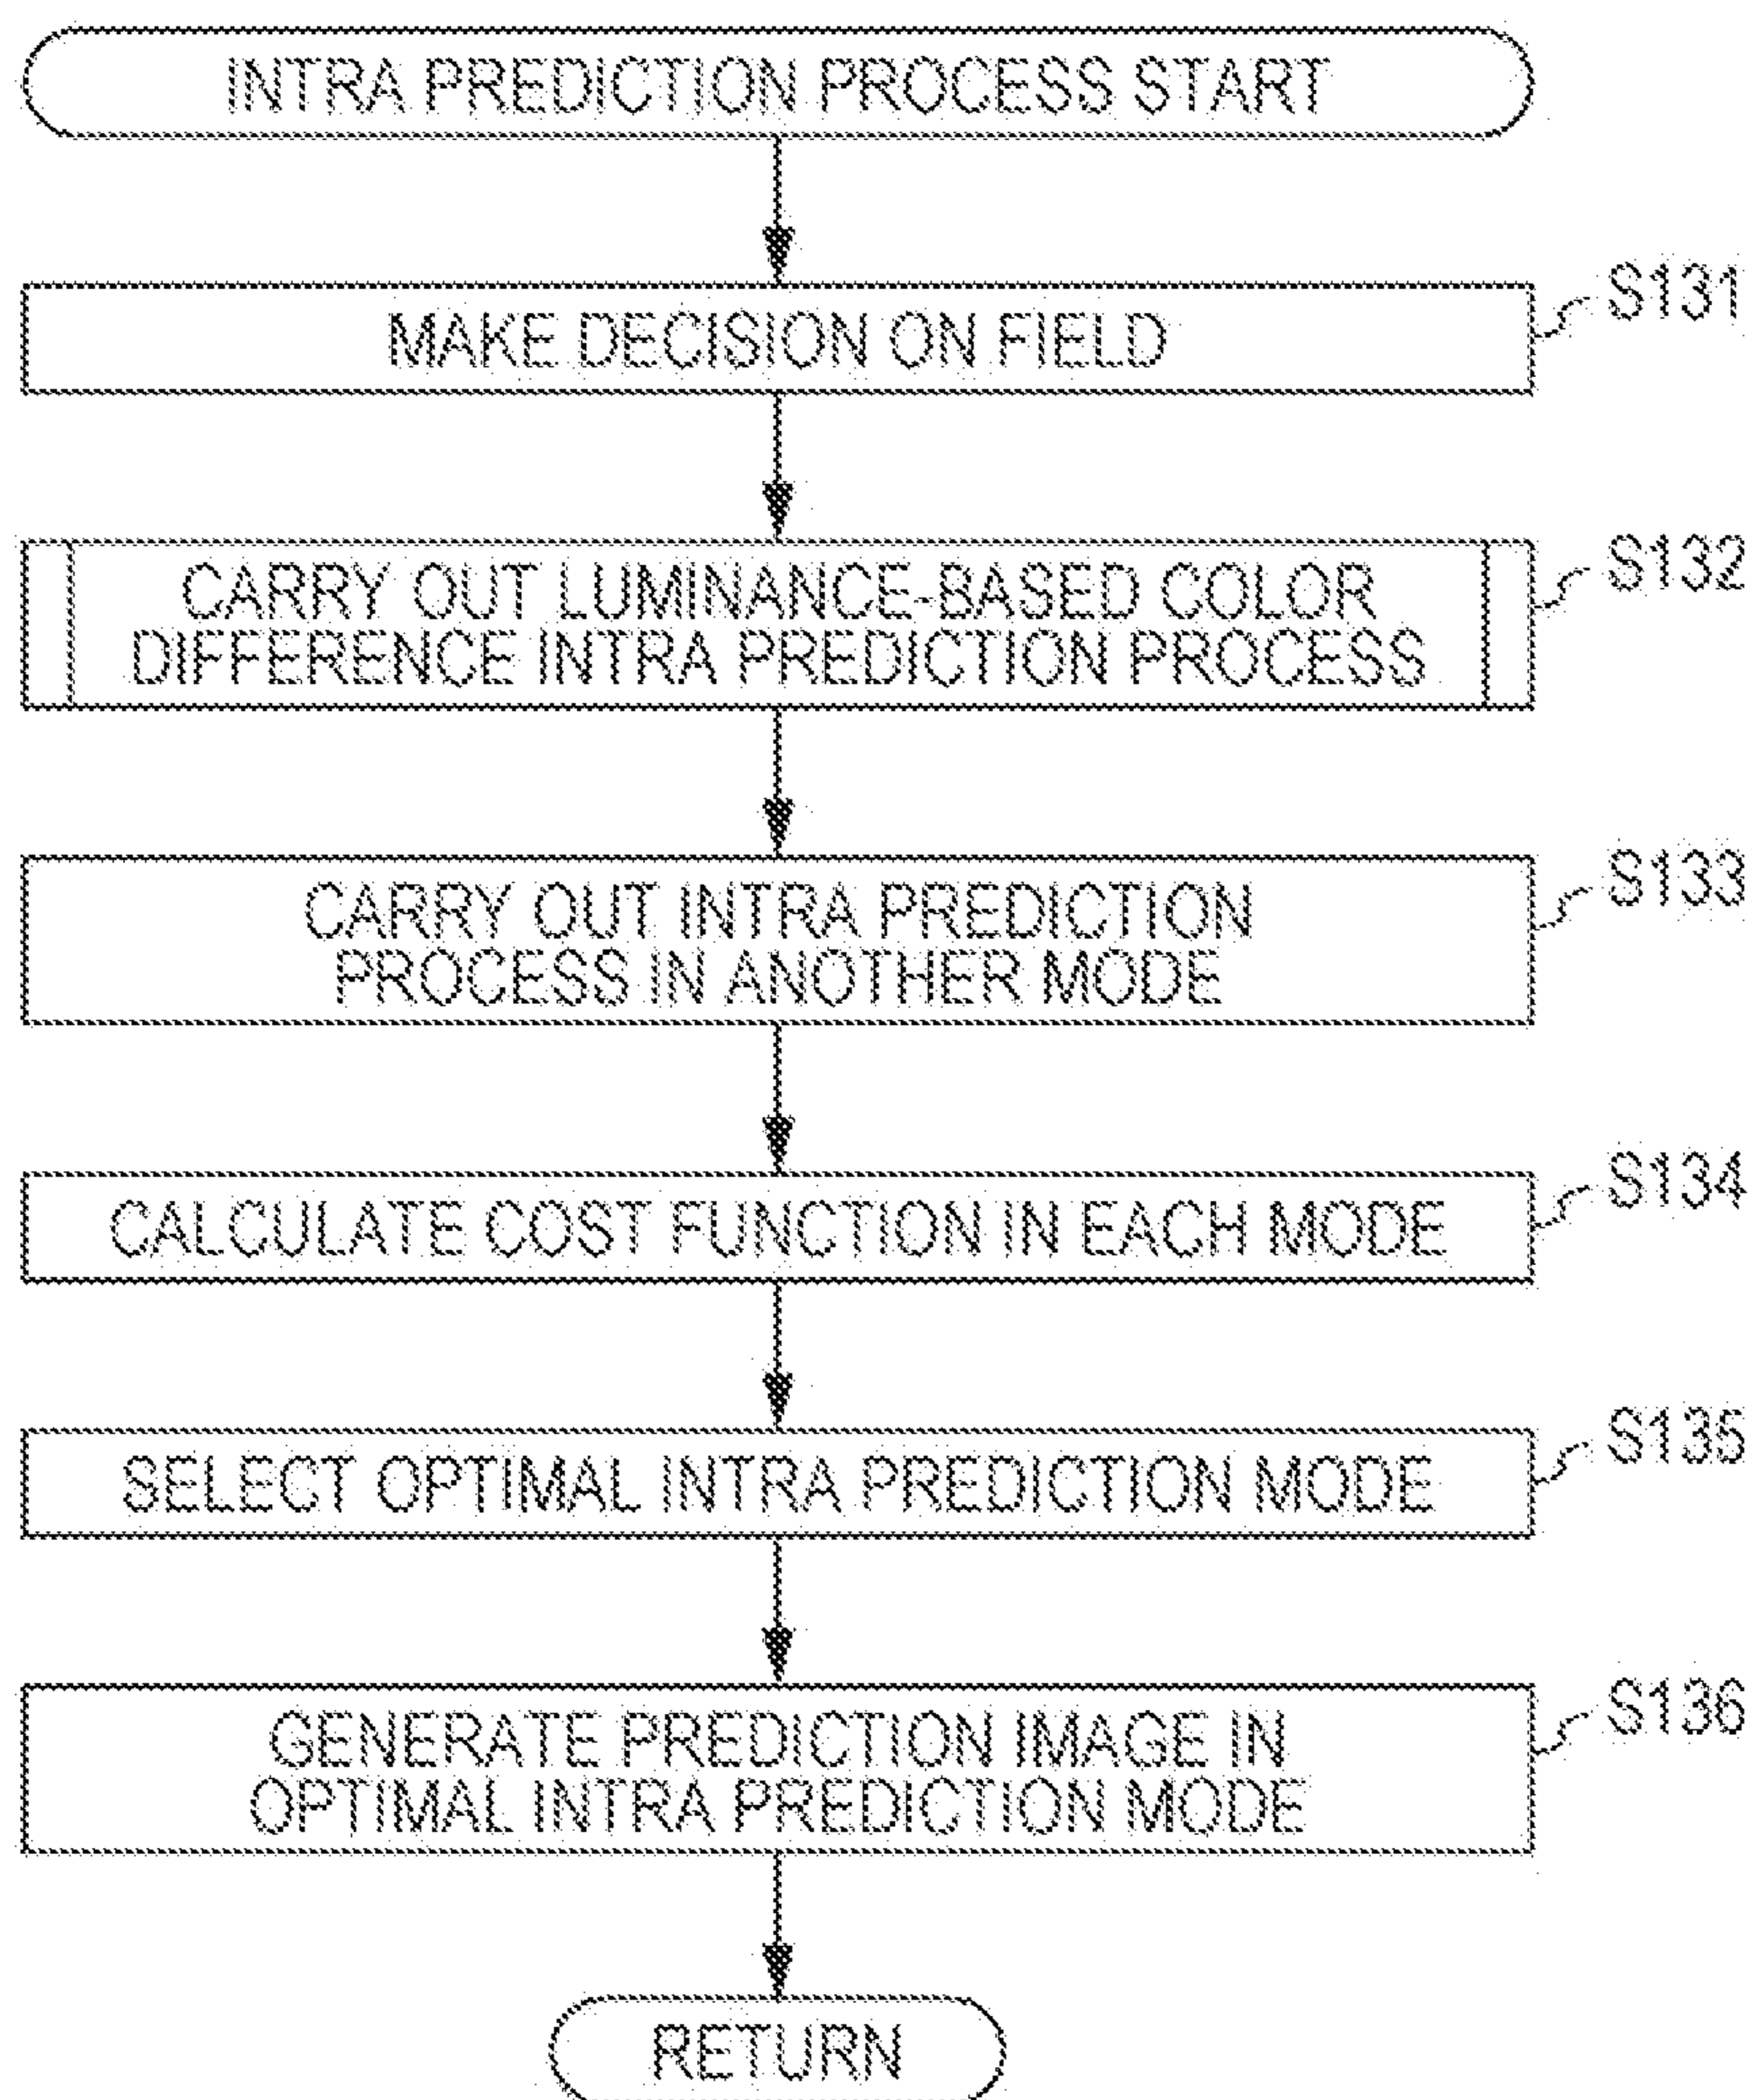 INTRA PREDICTION PROCESS START
MAKE DECISION ON FIELD
S131
CARRY OUT LUMINANCE-BASED COLOR
DIFFERENCE INTRA PREDICTION PROCESS
S132
CARRY OUT INTRA PREDICTION
PROCESS IN ANOTHER MODE
S133
CALCULATE COST FUNCTION IN EACH MODE
S134
SELECT OPTIMAL INTRA PREDICTION MODE
S135
GENERATE PREDICTION IMAGE IN
OPTIMAL INTRA PREDICTION MODE
S136
RETURN